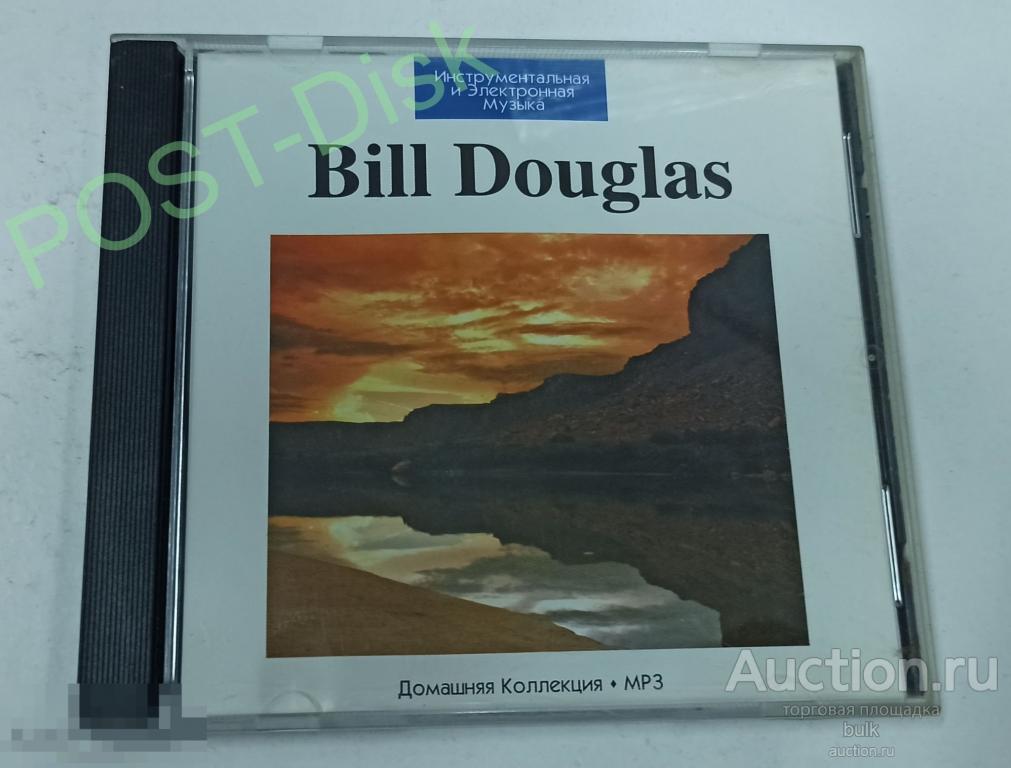 POST-Disk
Инструментальная
и Электронная
Музыка
Bill Douglas
Домашняя Коллекция • MP3
Auction.ru
торговая площадка
bulk
auction.ru